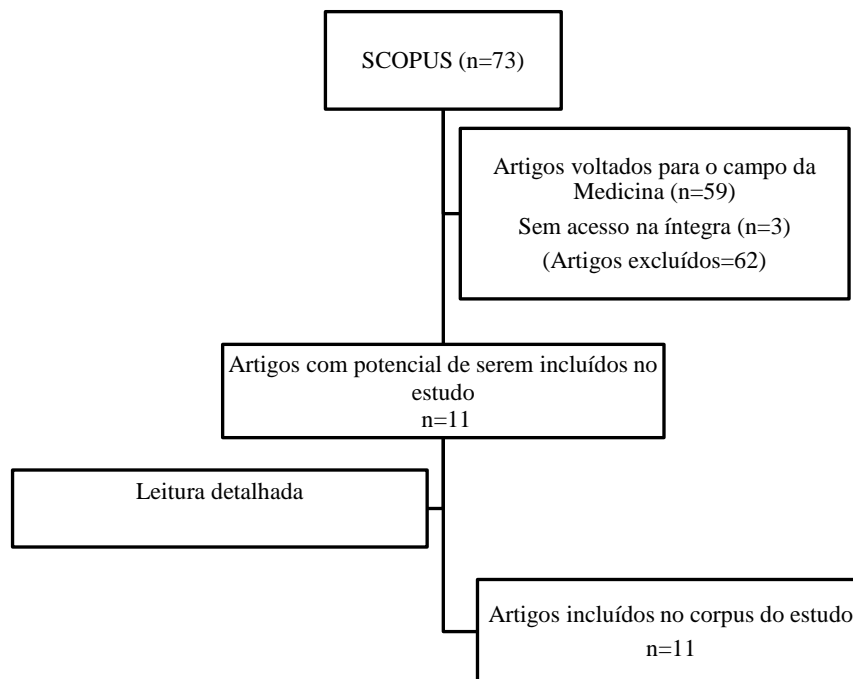 SCOPUS (n=73)
Artigos voltados para o campo da
Medicina (n=59)
Sem acesso na íntegra (n=3)
(Artigos excluídos=62)
Artigos com potencial de serem incluídos no
estudo
n=11
Leitura detalhada
Artigos incluídos no corpus do estudo
n=11